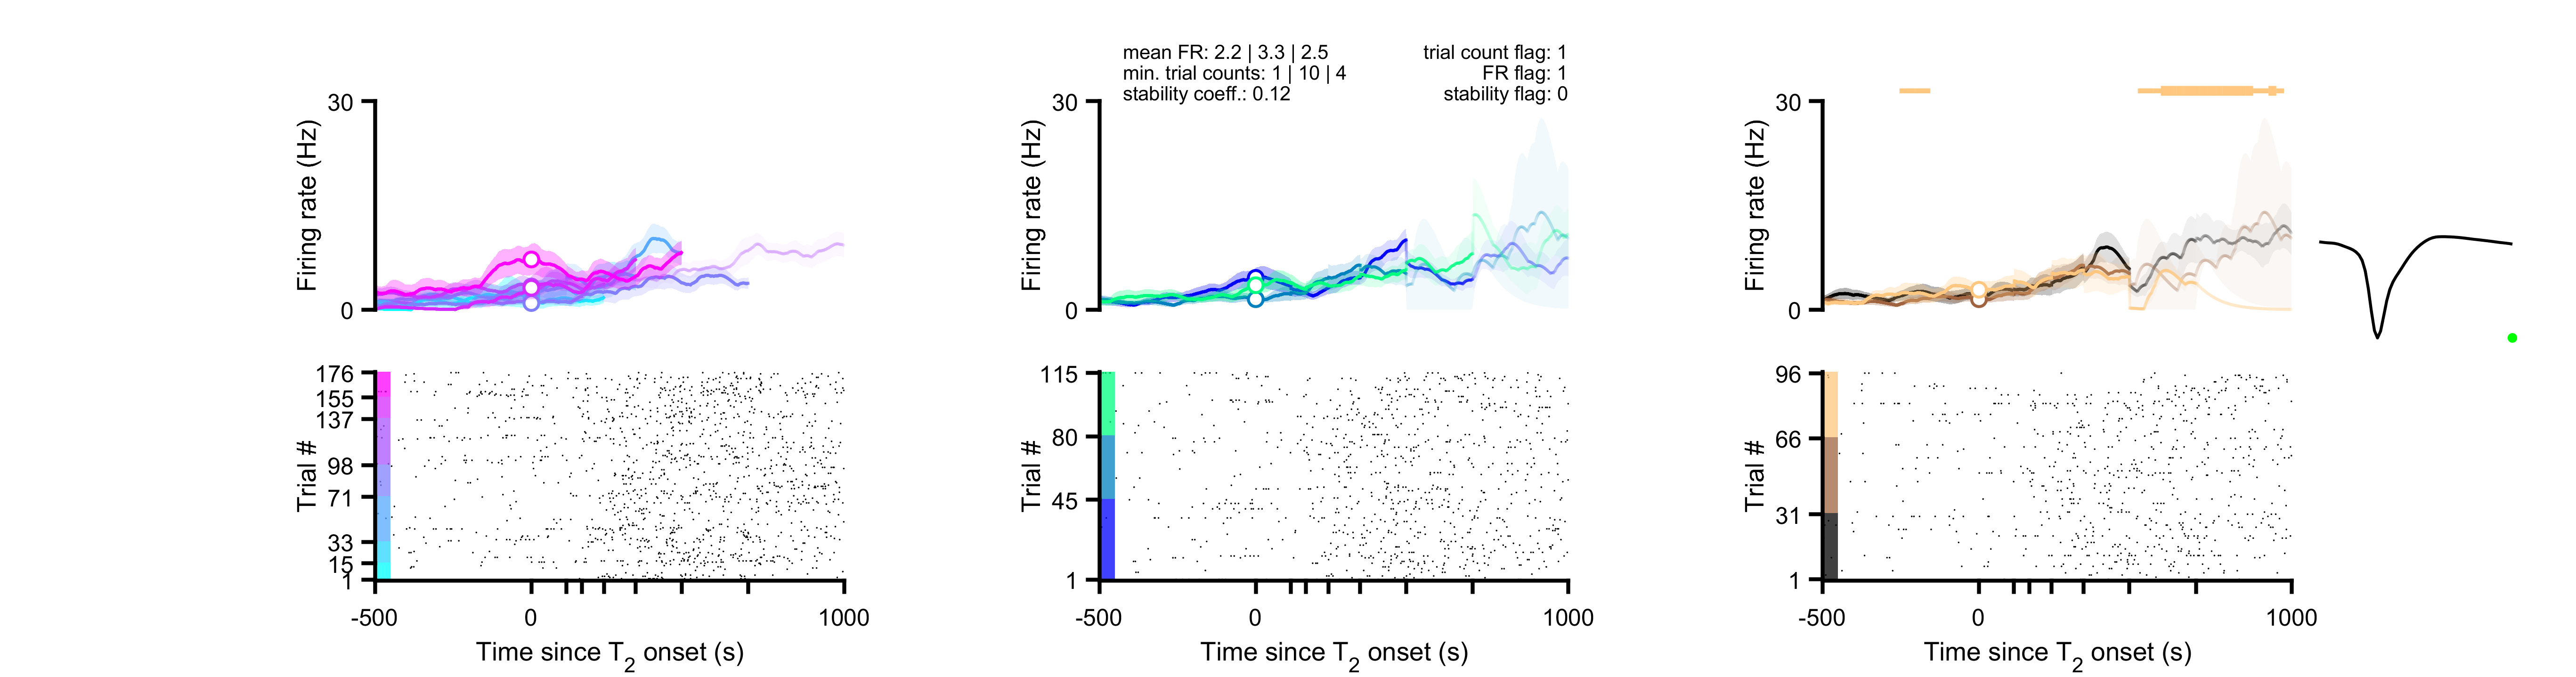 mean FR: 2.2 | 3.3 | 2.5
min. trial counts: 1 | 10 | 4
stability coeff.: 0.12
trial count flag: 1
FR flag: 1
stability flag: 0
30
0
Firing rate (Hz)
30
0
Firing rate (Hz)
30
0
Firing rate (Hz)
176
155
137
98
71
33
15
1
Trial #
-500
0
1000
Time since T2 onset (s)
115
80
45
1
Trial #
-500
0
1000
Time since T2 onset (s)
96
66
31
1
Trial #
-500
0
1000
Time since T2 onset (s)